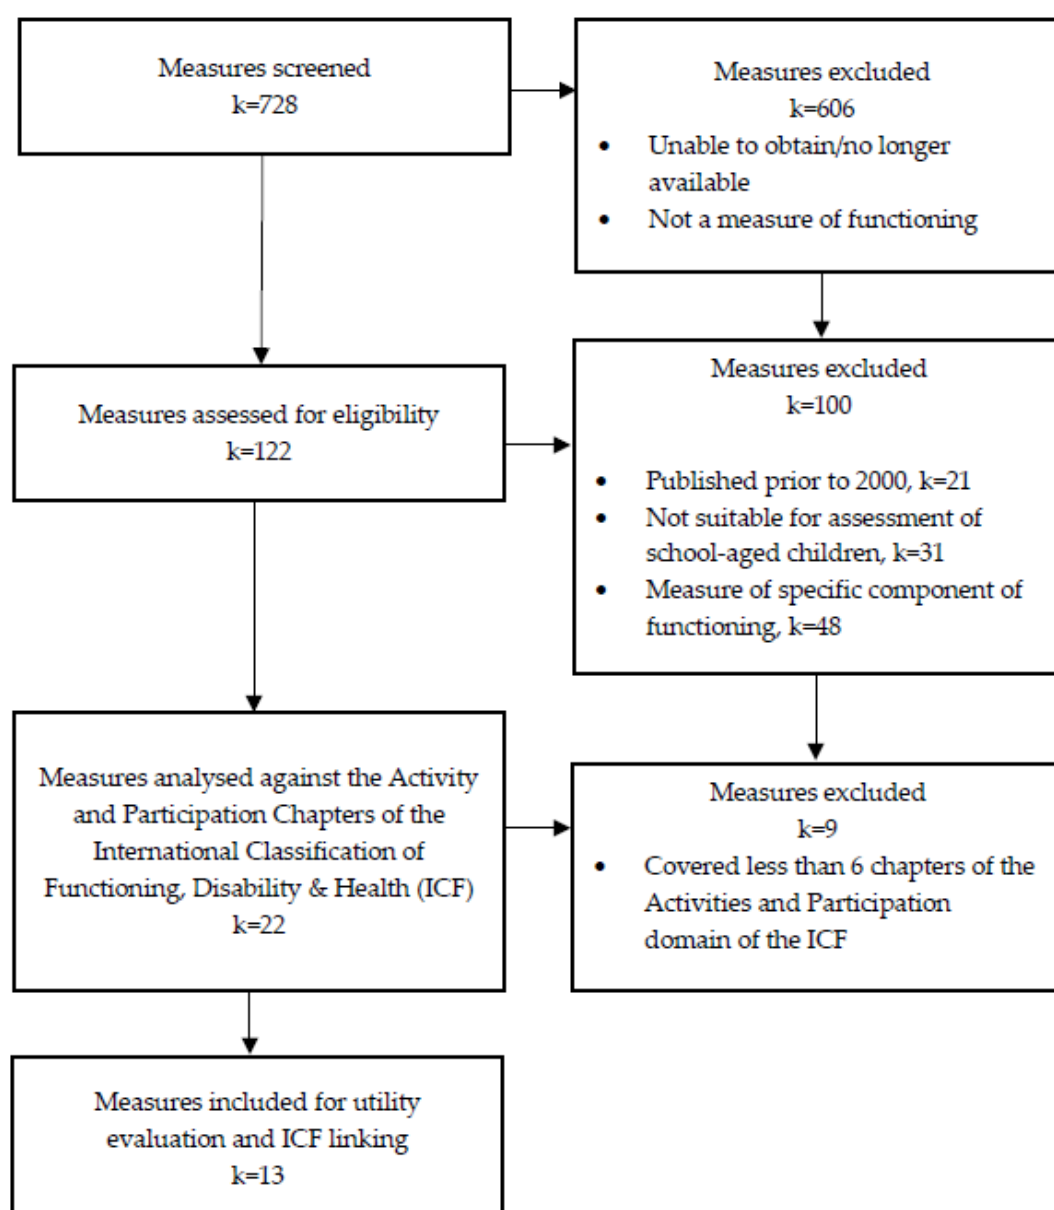 Measures screened
k=728
Measures excluded
k=606
• Unable to obtain/no longer
available
• Not a measure of functioning
Measures assessed for eligibility
k=122
Measures excluded
k=100
• Published prior to 2000, k=21
• Not suitable for assessment of
school-aged children, k=31
• Measure of specific component of
functioning, k=48
Measures analysed against the Activity
and Participation Chapters of the
International Classification of
Functioning, Disability & Health (ICF)
k=22
Measures excluded
k=9
• Covered less than 6 chapters of the
Activities and Participation
domain of the ICF
Measures included for utility
evaluation and ICF linking
k=13